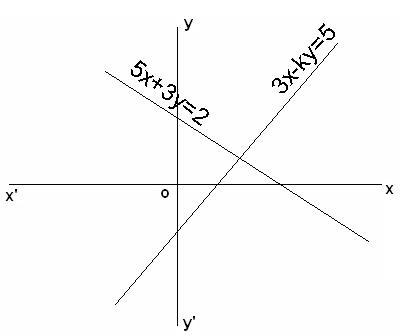 y
5x+3y=2
3x-ky=5
x'
o
x
y'